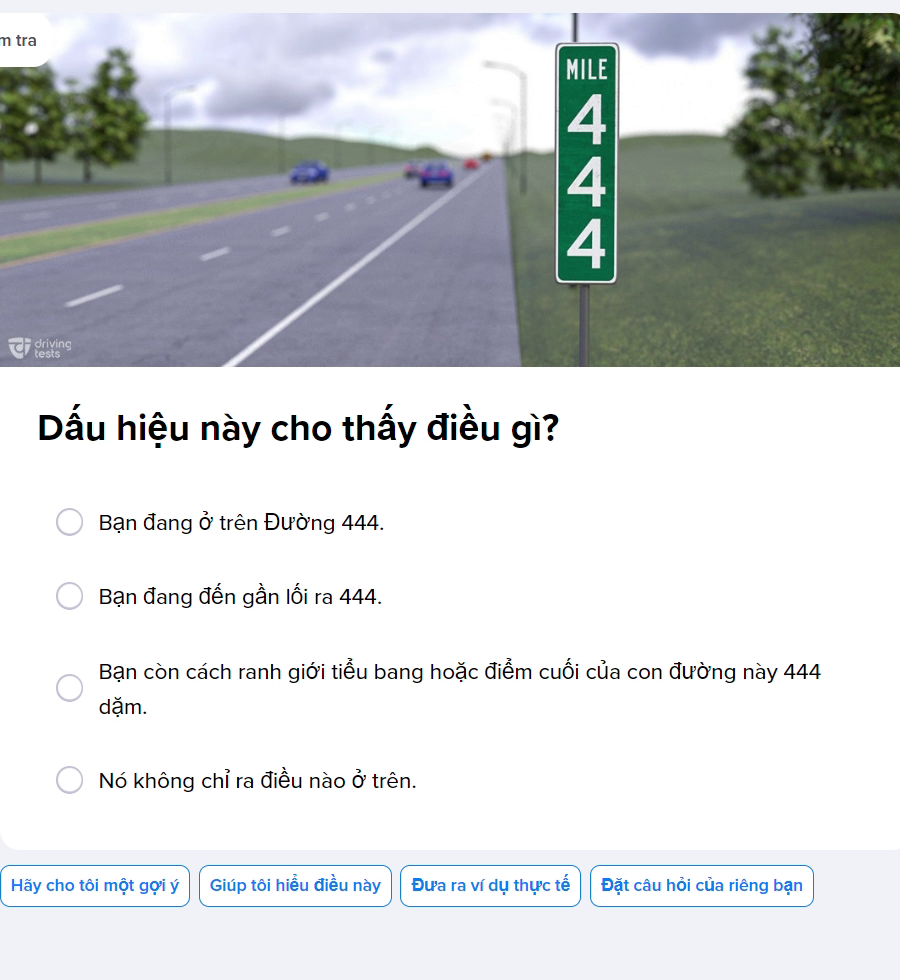 m tra
MILE
4
4
4
driving
tests
Dấu hiệu này cho thấy điều gì?
Bạn đang ở trên Đường 444.
Bạn đang đến gần lối ra 444.
Bạn còn cách ranh giới tiểu bang hoặc điểm cuối của con đường này 444
dặm.
Nó không chỉ ra điều nào ở trên.
Hãy cho tôi một gợi ý
Giúp tôi hiểu điều này
Đưa ra ví dụ thực tế
Đặt câu hỏi của riêng bạn